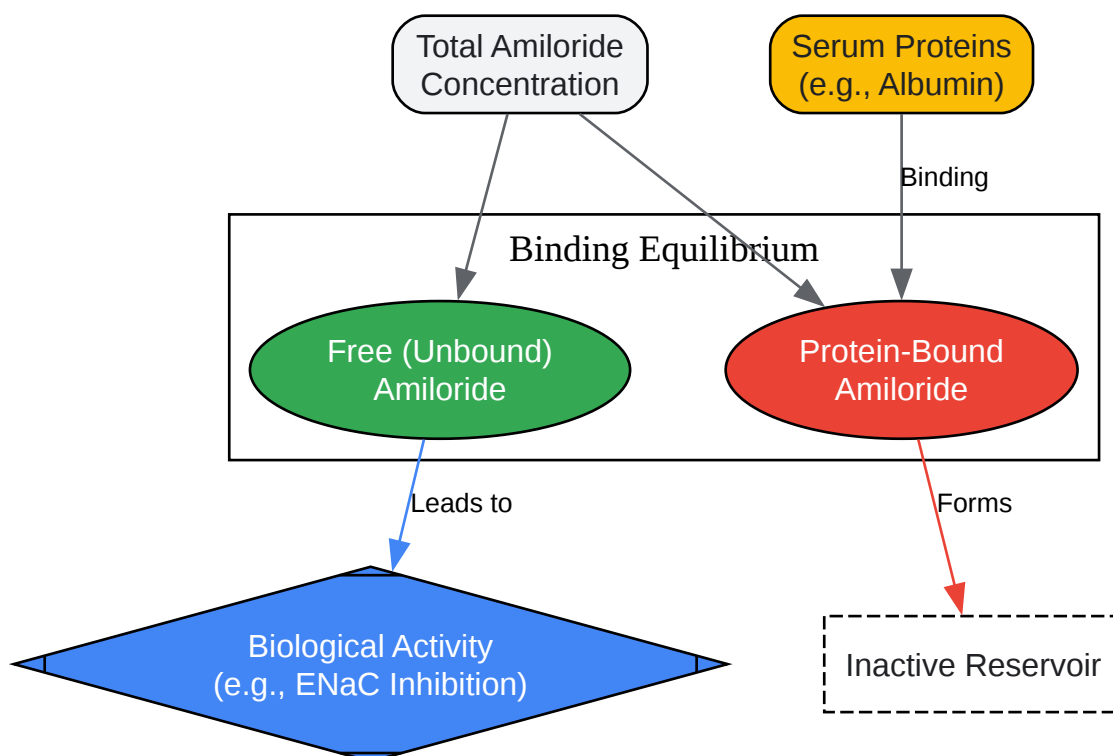 Total Amiloride
Concentration
Serum Proteins
(e.g., Albumin)
Binding
Binding Equilibrium
Free (Unbound)
Amiloride
Protein-Bound
Amiloride
Leads to
Forms
Biological Activity
(e.g., ENaC Inhibition)
Inactive Reservoir